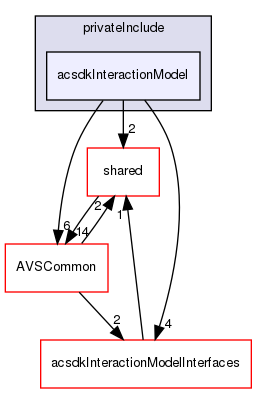 privateInclude
acsdkInteractionModel
2
shared
2
1
6
14
AVSCommon
2
4
acsdkInteractionModelInterfaces